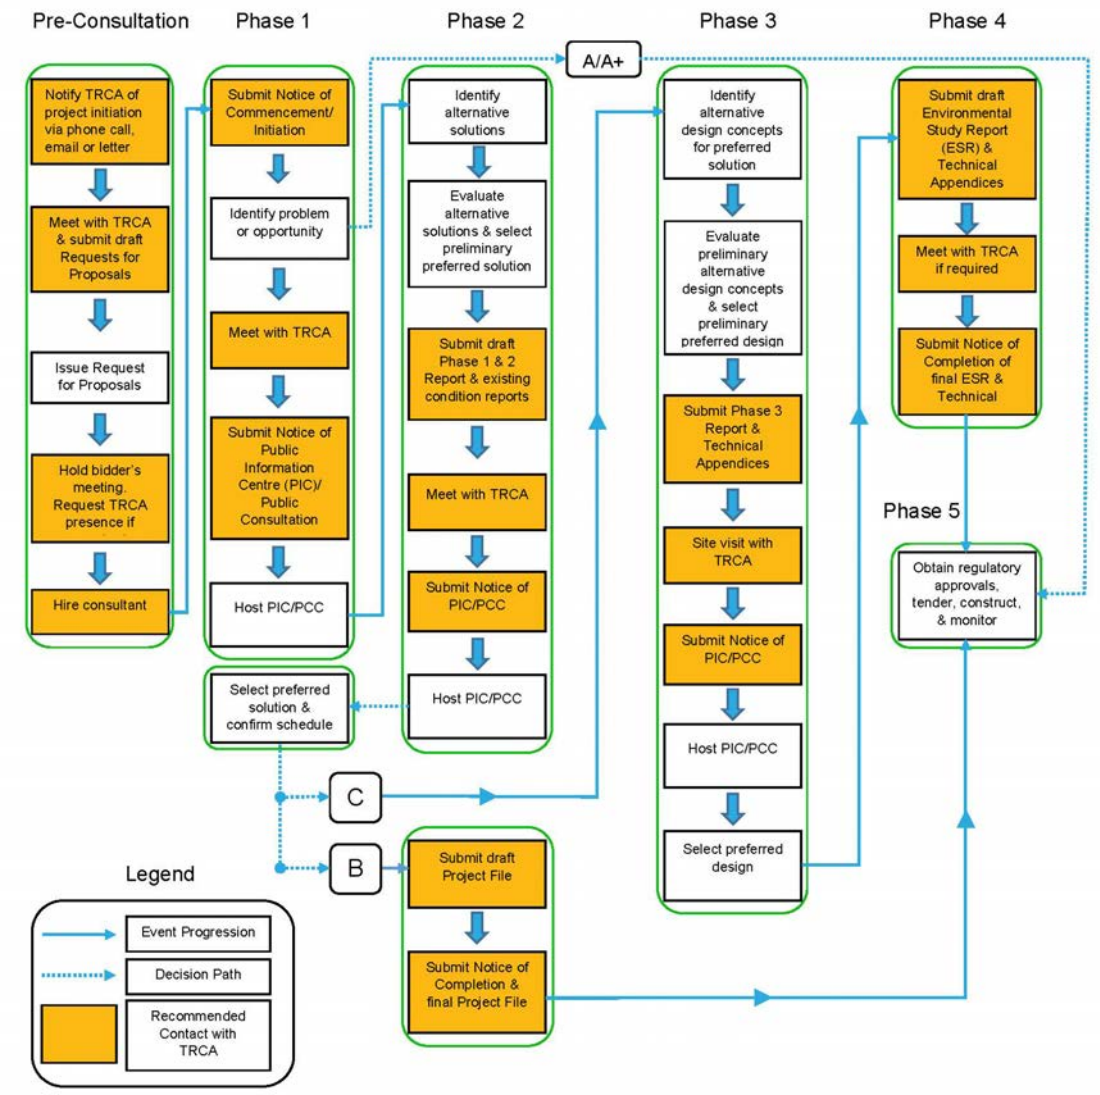 Pre-Consultation
Notify TRCA of
project initiation
via phone call,
email or letter
Meet with TRCA
& submit draft
Requests for
Proposals
Issue Request
for Proposals
Hold bidder's
meeting.
Request TRCA
presence if
Hire consultant
Phase 1
Submit Notice of
Commencement/
Initiation
Identify problem
or opportunity
Meet with TRCA
Submit Notice of
Public
Information
Centre (PIC)/
Public
Consultation
Host PIC/PCC
Select preferred
solution &
confirm schedule
Phase 2
Identify
alternative
solutions
Evaluate
alternative
solutions & select
preliminary
preferred solution
Submit draft
Phase 1 & 2
Report & existing
condition reports
Meet with TRCA
Submit Notice of
PIC/PCC
Host PIC/PCC
A/A+
C
B
Submit draft
Project File
Submit Notice of
Completion &
final Project File
Phase 3
Identify
alternative
design concepts
for preferred
solution
Evaluate
preliminary
alternative
design concepts
& select
preliminary
preferred design
Submit Phase 3
Report &
Technical
Appendices
Site visit with
TRCA
Submit Notice of
PIC/PCC
Host PIC/PCC
Select preferred
design
Phase 4
Submit draft
Environmental
Study Report
(ESR) &
Technical
Appendices
Meet with TRCA
if required
Submit Notice of
Completion of
final ESR &
Technical
Phase 5
Obtain regulatory
approvals,
tender, construct,
& monitor
Legend
Event Progression
Decision Path
Recommended
Contact with
TRCA